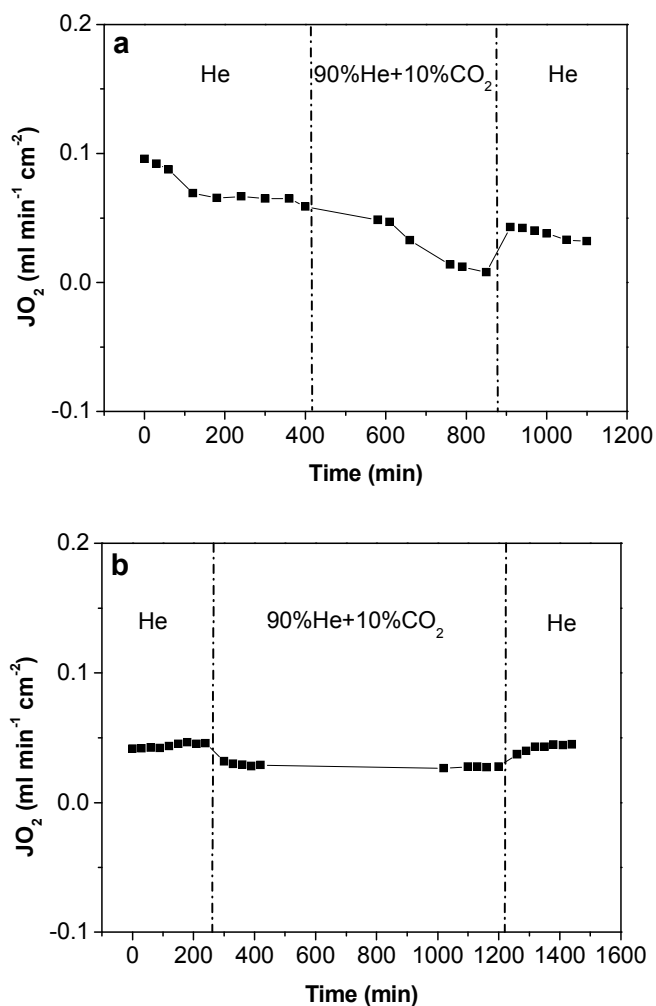 a
He
90%He+10%CO₂
He
0.2
0.1
0.0
-0.1
JO₂ (ml min⁻¹ cm⁻²)
0 200 400 600 800 1000 1200
Time (min)
b
He
90%He+10%CO₂
He
0.2
0.1
0.0
-0.1
JO₂ (ml min⁻¹ cm⁻²)
0 200 400 600 800 1000 1200 1400 1600
Time (min)